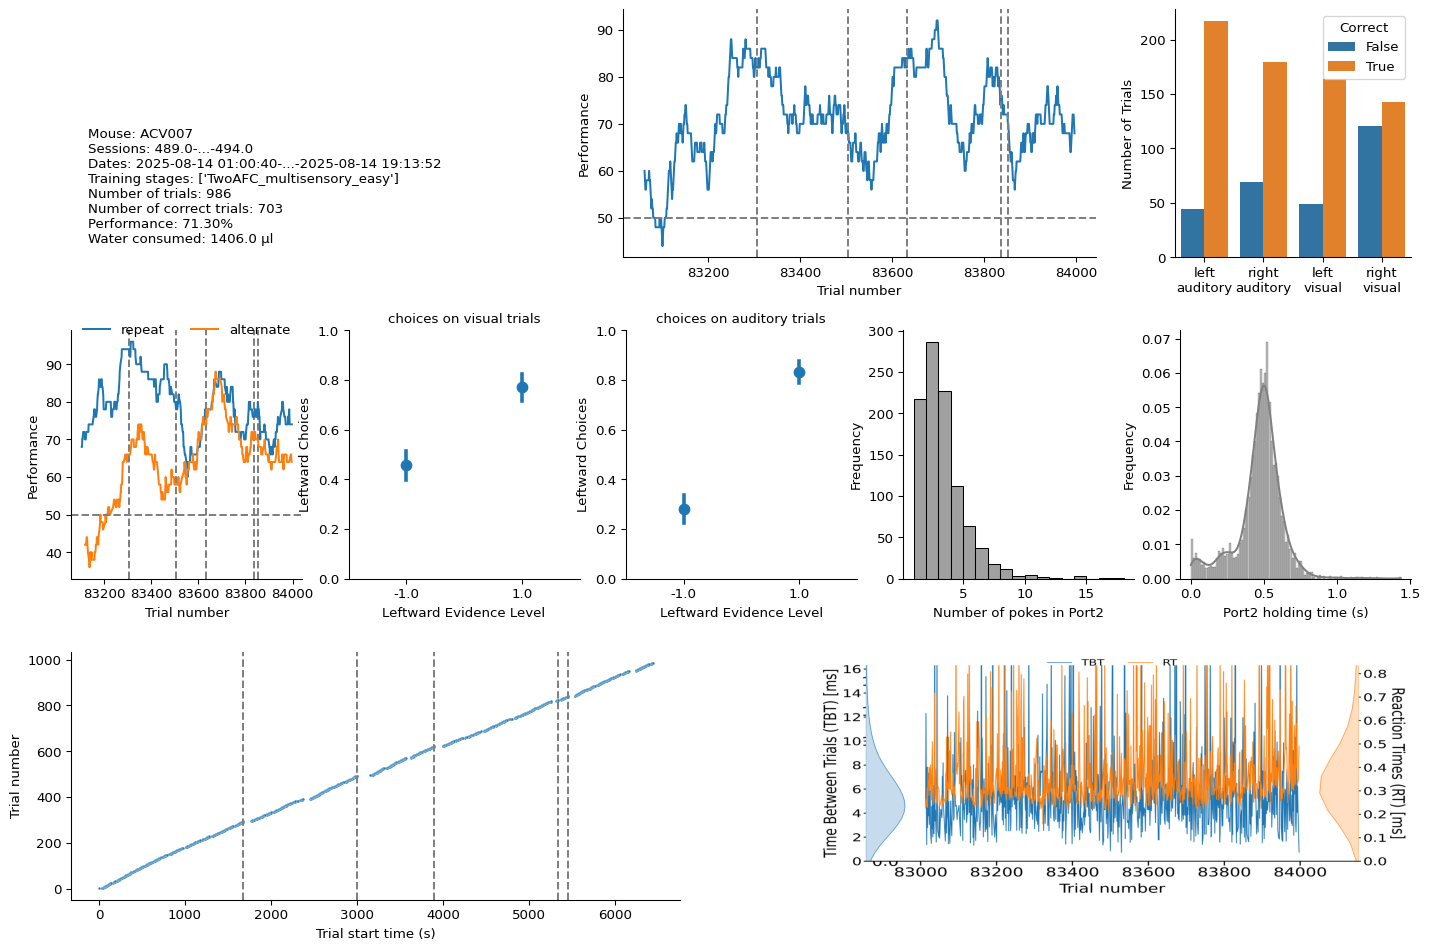 Mouse: ACV007
Sessions: 489.0-...-494.0
Dates: 2025-08-14 01:00:40-...-2025-08-14 19:13:52
Training stages: ['TwoAFC_multisensory_easy']
Number of trials: 986
Number of correct trials: 703
Performance: 71.30%
Water consumed: 1406.0 µl
Performance
90
80
70
60
50
83200 83400 83600 83800 84000
Trial number
Number of Trials
200
150
100
50
0
Correct
False
True
left auditory
right auditory
left visual
right visual
repeat alternate
Performance
90
80
70
60
50
40
83200 83400 83600 83800 84000
Trial number
choices on visual trials
Leftward Choices
1.0
0.8
0.6
0.4
0.2
0.0
-1.0 1.0
Leftward Evidence Level
choices on auditory trials
Leftward Choices
1.0
0.8
0.6
0.4
0.2
0.0
-1.0 1.0
Leftward Evidence Level
Frequency
300
250
200
150
100
50
0
5 10 15
Number of pokes in Port2
Frequency
0.07
0.06
0.05
0.04
0.03
0.02
0.01
0.00
0.0 0.5 1.0 1.5
Port2 holding time (s)
Trial number
1000
800
600
400
200
0
0 1000 2000 3000 4000 5000 6000
Trial start time (s)
TBT RT
Time Between Trials (TBT) [ms]
16
14
12
10
8
6
4
2
0
0.0
83000 83200 83400 83600 83800 84000
Trial number
0.8
0.7
0.6
0.5
0.4
0.3
0.2
0.1
0.0
Reaction Times (RT) [ms]